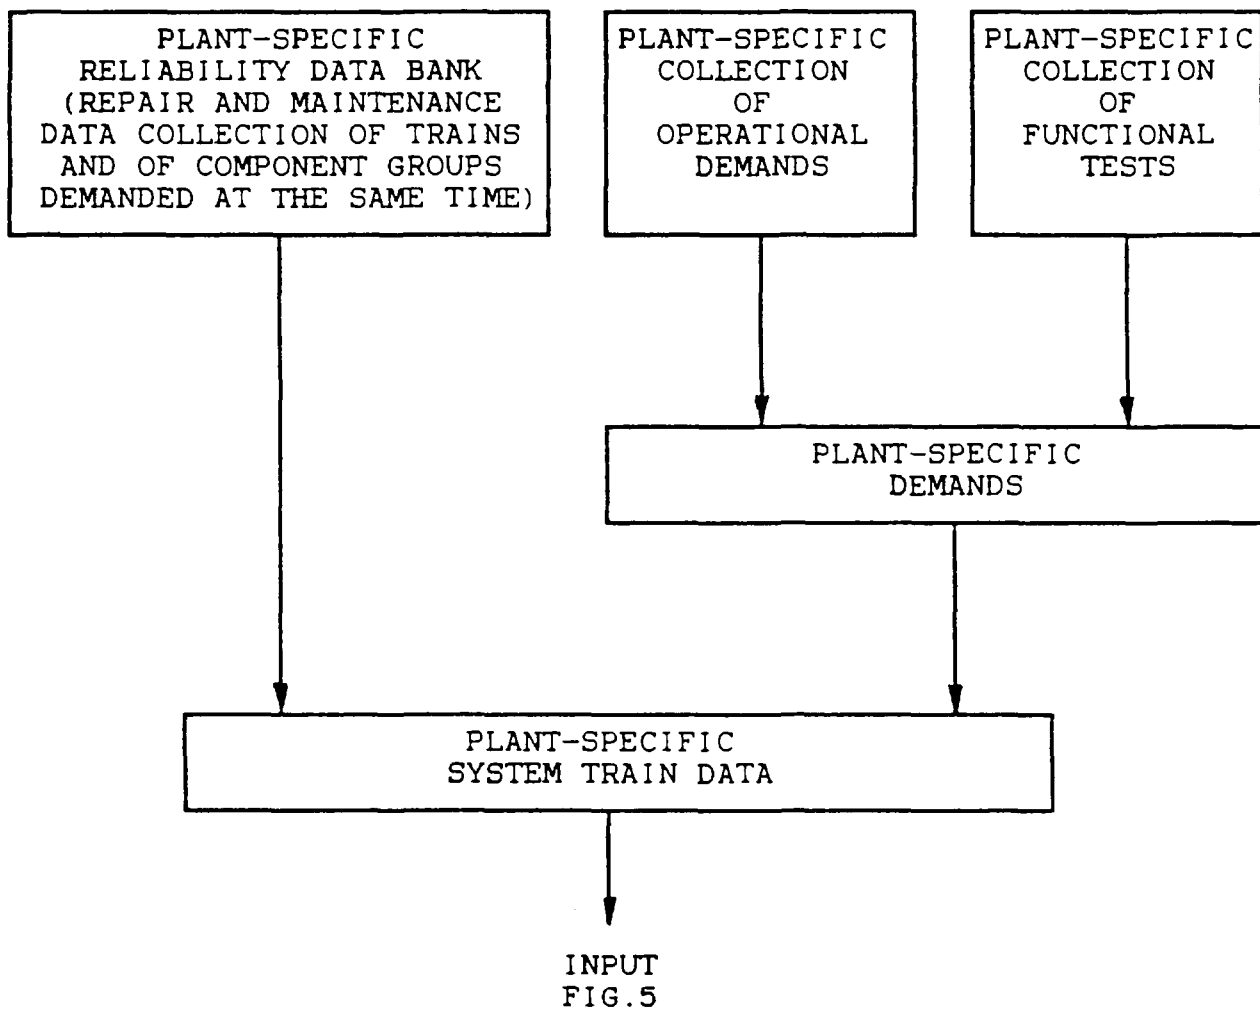 PLANT-SPECIFIC
RELIABILITY DATA BANK
(REPAIR AND MAINTENANCE
DATA COLLECTION OF TRAINS
AND OF COMPONENT GROUPS
DEMANDED AT THE SAME TIME)
PLANT-SPECIFIC
COLLECTION
OF
OPERATIONAL
DEMANDS
PLANT-SPECIFIC
COLLECTION
OF
FUNCTIONAL
TESTS
PLANT-SPECIFIC
DEMANDS
PLANT-SPECIFIC
SYSTEM TRAIN DATA
INPUT
FIG.5